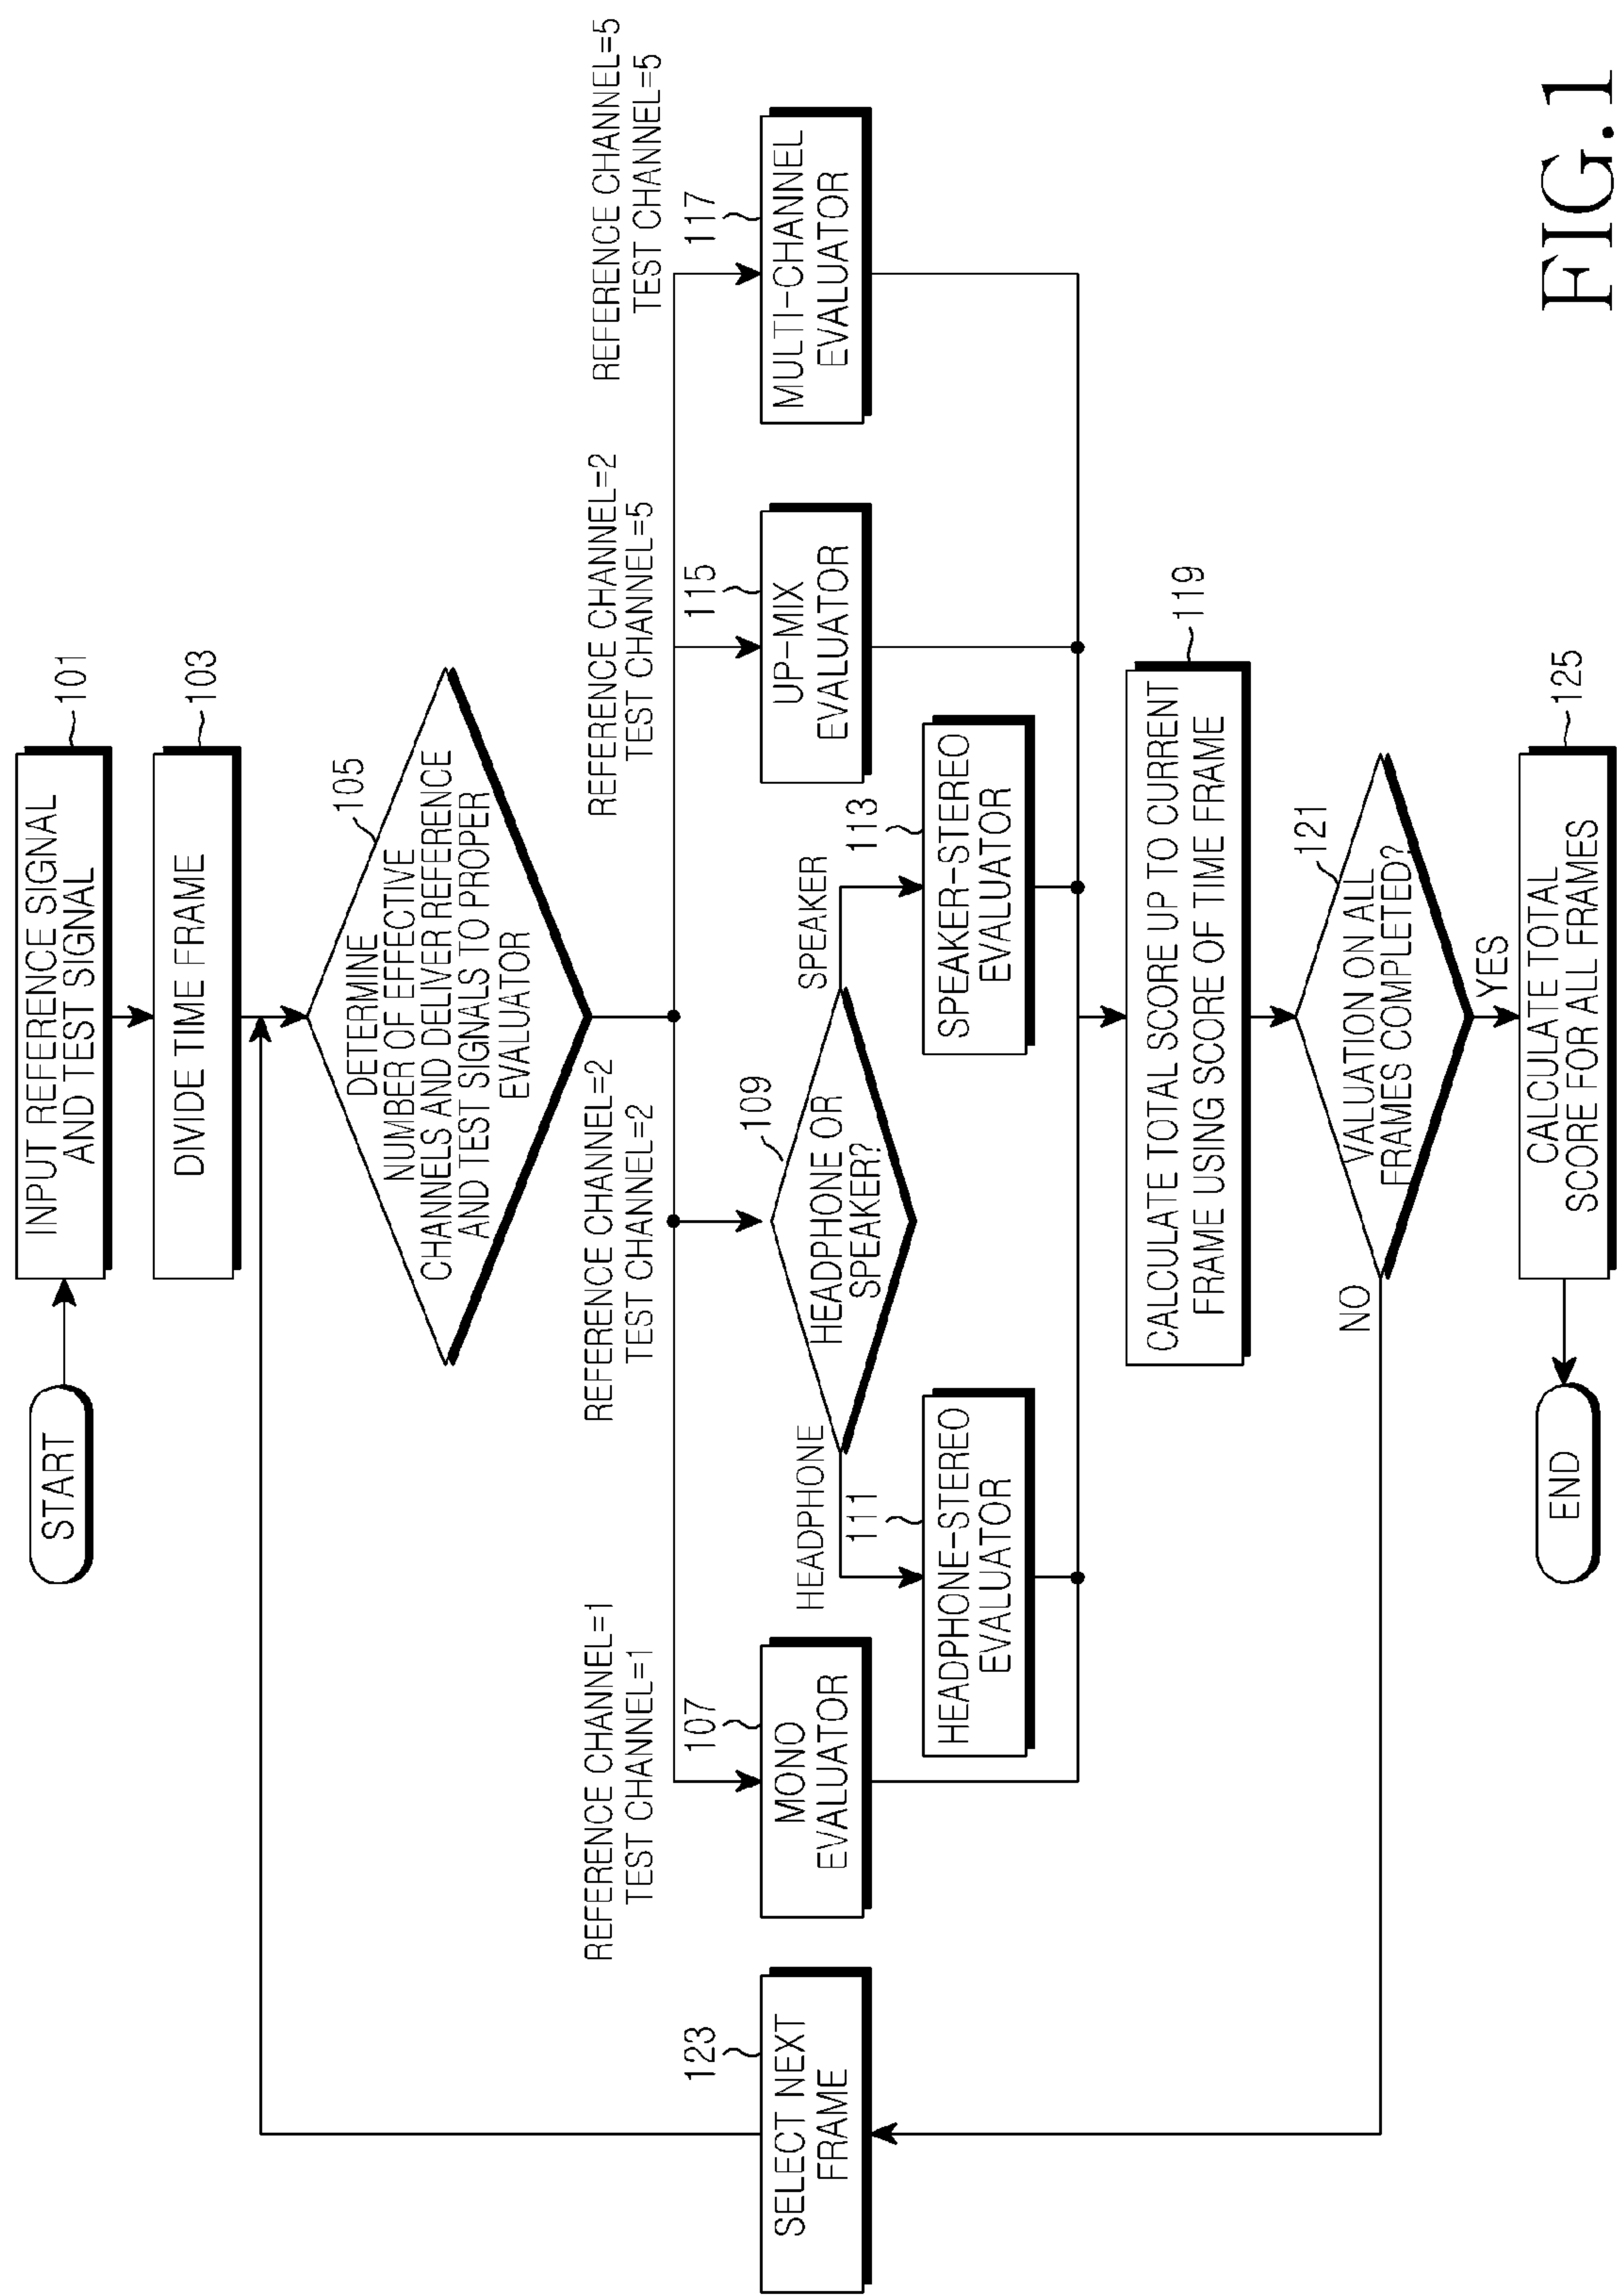 START
INPUT REFERENCE SIGNAL
AND TEST SIGNAL
101
DIVIDE TIME FRAME
103
DETERMINE
NUMBER OF EFFECTIVE
CHANNELS AND DELIVER REFERENCE
AND TEST SIGNALS TO PROPER
EVALUATOR
105
REFERENCE CHANNEL=1
TEST CHANNEL=1
REFERENCE CHANNEL=2
TEST CHANNEL=2
REFERENCE CHANNEL=2
TEST CHANNEL=5
REFERENCE CHANNEL=5
TEST CHANNEL=5
123
SELECT NEXT
FRAME
107
MONO
EVALUATOR
109
HEADPHONE OR
SPEAKER?
115
UP-MIX
EVALUATOR
117
MULTI-CHANNEL
EVALUATOR
HEADPHONE
SPEAKER
111
HEADPHONE-STEREO
EVALUATOR
113
SPEAKER-STEREO
EVALUATOR
CALCULATE TOTAL SCORE UP TO CURRENT
FRAME USING SCORE OF TIME FRAME
119
VALUATION ON ALL
FRAMES COMPLETED?
121
NO
YES
CALCULATE TOTAL
SCORE FOR ALL FRAMES
125
END
FIG.1